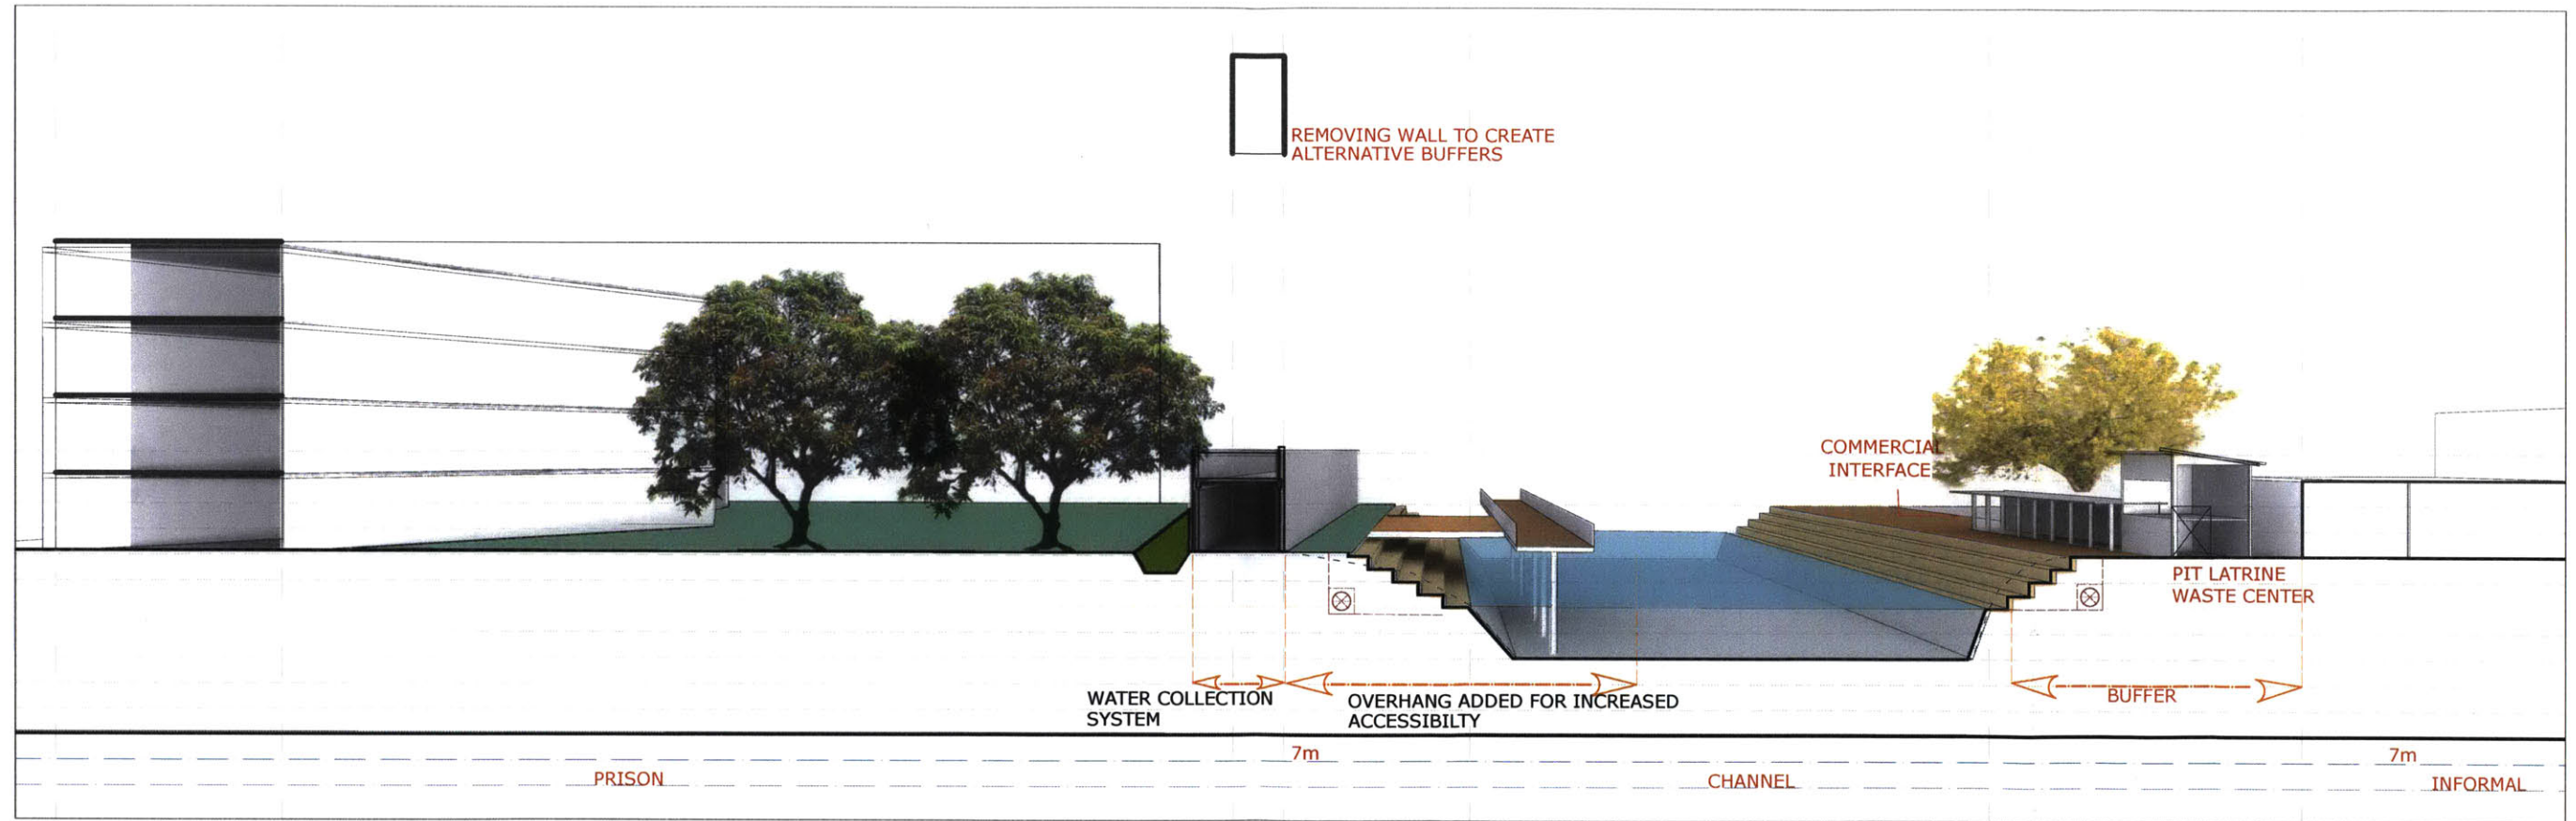 REMOVING WALL TO CREATE
ALTERNATIVE BUFFERS
COMMERCIAL
INTERFACE
PIT LATRINE
WASTE CENTER
WATER COLLECTION
SYSTEM
OVERHANG ADDED FOR INCREASED
ACCESSIBILTY
BUFFER
7m
7m
PRISON
CHANNEL
INFORMAL